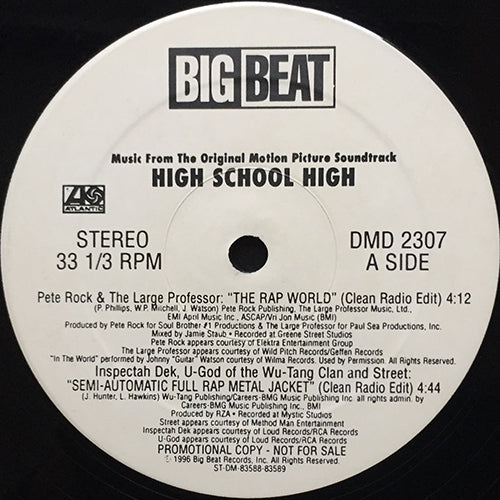 BIG BEAT
Music From The Original Motion Picture Soundtrack
HIGH SCHOOL HIGH
ATLANTIC
STEREO
33 1/3 RPM
DMD 2307
A SIDE
Pete Rock & The Large Professor: "THE RAP WORLD" (Clean Radio Edit) 4:12
(P. Phillips, W.P. Mitchell, J. Watson) Pete Rock Publishing, The Large Professor Music, Ltd.,
EMI April Music Inc., ASCAP/Vri Jon Music (BMI)
Produced by Pete Rock for Soul Brother #1 Productions & The Large Professor for Paul Sea Productions, Inc.
Mixed by Jamie Staub • Recorded at Greene Street Studios
Pete Rock appears courtesy of Elektra Entertainment Group
The Large Professor appears courtesy of Wild Pitch Records/Geffen Records
"In The World" performed by Johnny "Guitar" Watson courtesy of Wilma Records. Used by Permission. All Rights Reserved.
Inspectah Dek, U-God of the Wu-Tang Clan and Street:
"SEMI-AUTOMATIC FULL RAP METAL JACKET" (Clean Radio Edit) 4:44
(J. Hunter, L. Hawkins) Wu-Tang Publishing/Careers-BMG Music Publishing Inc. all rights admin. by
Careers-BMG Music Publishing Inc., BMI
Produced by RZA • Recorded at Mystic Studios
Street appears courtesy of Method Man Entertainment
Inspectah Dek appears courtesy of Loud Records/RCA Records
U-God appears courtesy of Loud Records/RCA Records
PROMOTIONAL COPY - NOT FOR SALE
℗ 1996 Big Beat Records, Inc. All Rights Reserved.
ST-DM-83588-83589